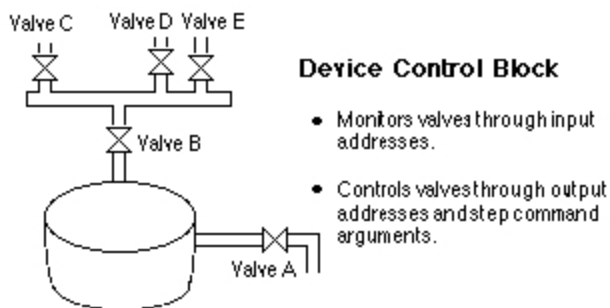 Valve C
Valve D
Valve E
Device Control Block
• Monitors valves through input
addresses.
Valve B
• Controls valves through output
addresses and step command
arguments.
Valve A